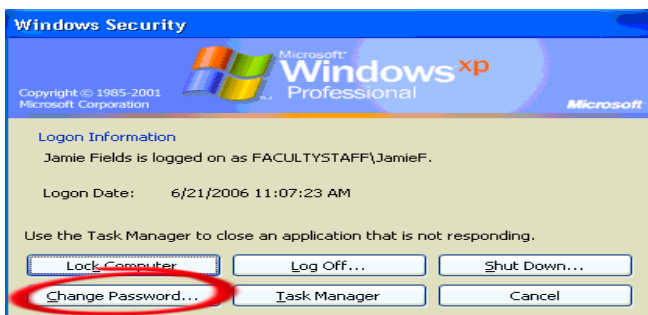 Windows Security
Microsoft®
Windows xp
Professional
Copyright © 1985-2001
Microsoft Corporation
Microsoft
Logon Information
Jamie Fields is logged on as FACULTYSTAFF\JamieF.
Logon Date: 6/21/2006 11:07:23 AM
Use the Task Manager to close an application that is not responding.
Lock Computer Log Off... Shut Down...
Change Password... Task Manager Cancel